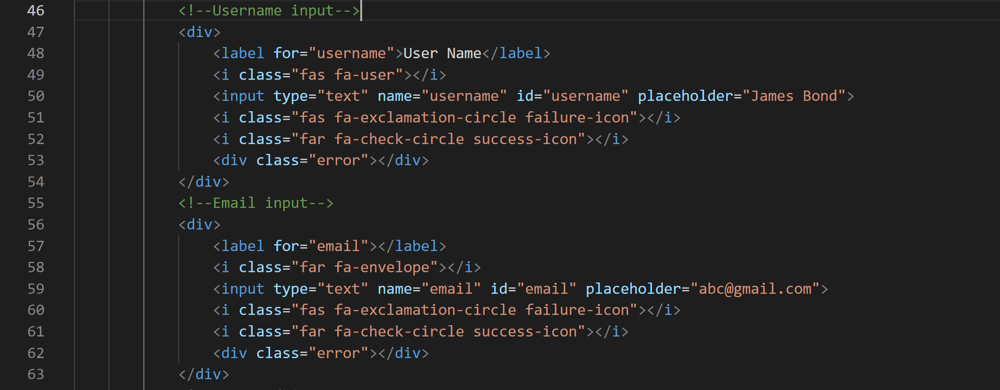 46 <!--Username input-->
47 <div>
48 <label for="username">User Name</label>
49 <i class="fas fa-user"></i>
50 <input type="text" name="username" id="username" placeholder="James Bond">
51 <i class="fas fa-exclamation-circle failure-icon"></i>
52 <i class="far fa-check-circle success-icon"></i>
53 <div class="error"></div>
54 </div>
55 <!--Email input-->
56 <div>
57 <label for="email"></label>
58 <i class="far fa-envelope"></i>
59 <input type="text" name="email" id="email" placeholder="abc@gmail.com">
60 <i class="fas fa-exclamation-circle failure-icon"></i>
61 <i class="far fa-check-circle success-icon"></i>
62 <div class="error"></div>
63 </div>